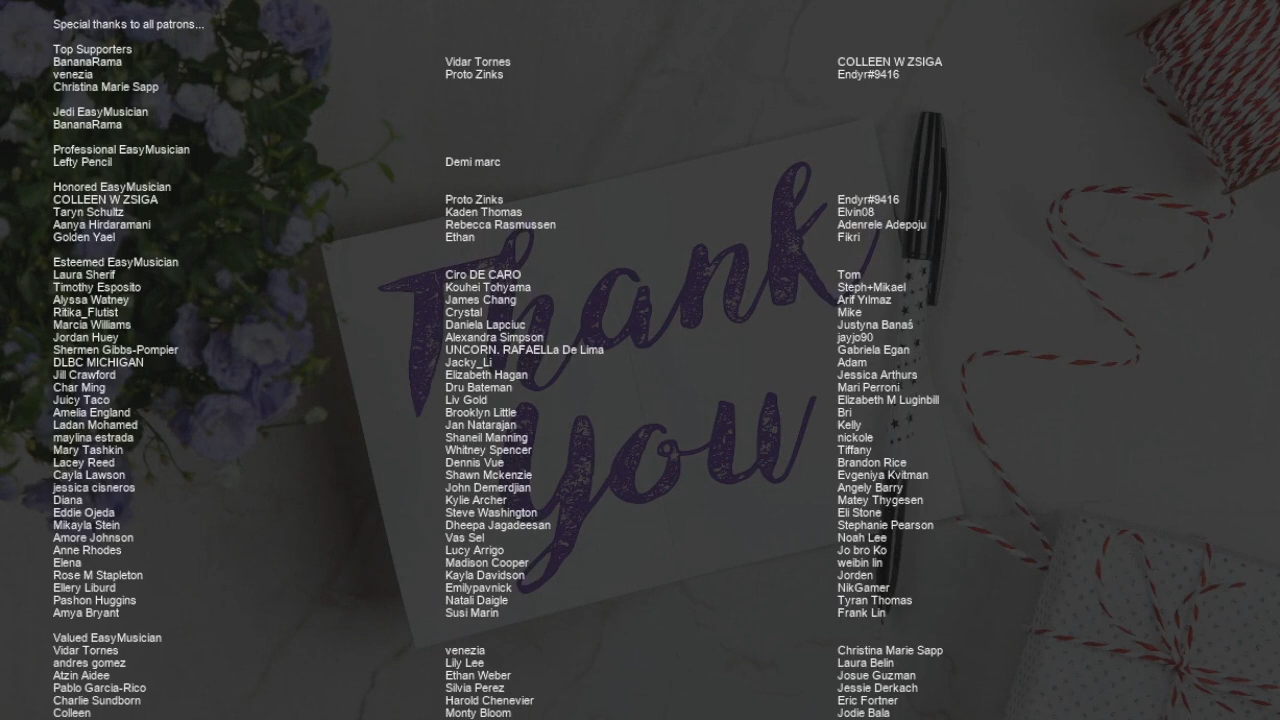 Special thanks to all patrons...
Top Supporters
BananaRama Vidar Tornes COLLEEN W ZSIGA
venezia Proto Zinks Endyr#9416
Christina Marie Sapp
Jedi EasyMusician
BananaRama
Professional EasyMusician
Lefty Pencil Demi marc
Honored EasyMusician
COLLEEN W ZSIGA Proto Zinks Endyr#9416
Taryn Schultz Kaden Thomas Elvin08
Aanya Hirdaramani Rebecca Rasmussen Adenrele Adepoju
Golden Yael Ethan Fikri
Esteemed EasyMusician
Laura Sherif Ciro DE CARO Tom
Timothy Esposito Kouhei Tohyama Steph+Mikael
Alyssa Watney James Chang Arif Yılmaz
Ritika_Flutist Crystal Mike
Marcia Williams Daniela Lapciuc Justyna Banaś
Jordan Huey Alexandra Simpson jayjo90
Shermen Gibbs-Pompier UNCORN. RAFAELLa De Lima Gabriela Egan
DLBC MICHIGAN Jacky_Li Adam
Jill Crawford Elizabeth Hagan Jessica Arthurs
Char Ming Dru Bateman Mari Perroni
Juicy Taco Liv Gold Elizabeth M Luginbill
Amelia England Brooklyn Little Bri
Ladan Mohamed Jan Natarajan Kelly
maylina estrada Shaneil Manning nickole
Mary Tashkin Whitney Spencer Tiffany
Lacey Reed Dennis Vue Brandon Rice
Cayla Lawson Shawn Mckenzie Evgeniya Kvitman
jessica cisneros John Demerdjian Angely Barry
Diana Kylie Archer Matey Thygesen
Eddie Ojeda Steve Washington Eli Stone
Mikayla Stein Dheepa Jagadeesan Stephanie Pearson
Amore Johnson Vas Sel Noah Lee
Anne Rhodes Lucy Arrigo Jo bro Ko
Elena Madison Cooper weibin lin
Rose M Stapleton Kayla Davidson Jorden
Ellery Liburd Emilypavnick NikGamer
Pashon Huggins Natali Daigle Tyran Thomas
Amya Bryant Susi Marin Frank Lin
Valued EasyMusician
Vidar Tornes venezia Christina Marie Sapp
andres gomez Lily Lee Laura Belin
Atzin Aidee Ethan Weber Josue Guzman
Pablo Garcia-Rico Silvia Perez Jessie Derkach
Charlie Sundborn Harold Chenevier Eric Fortner
Colleen Monty Bloom Jodie Bala
Thank
you